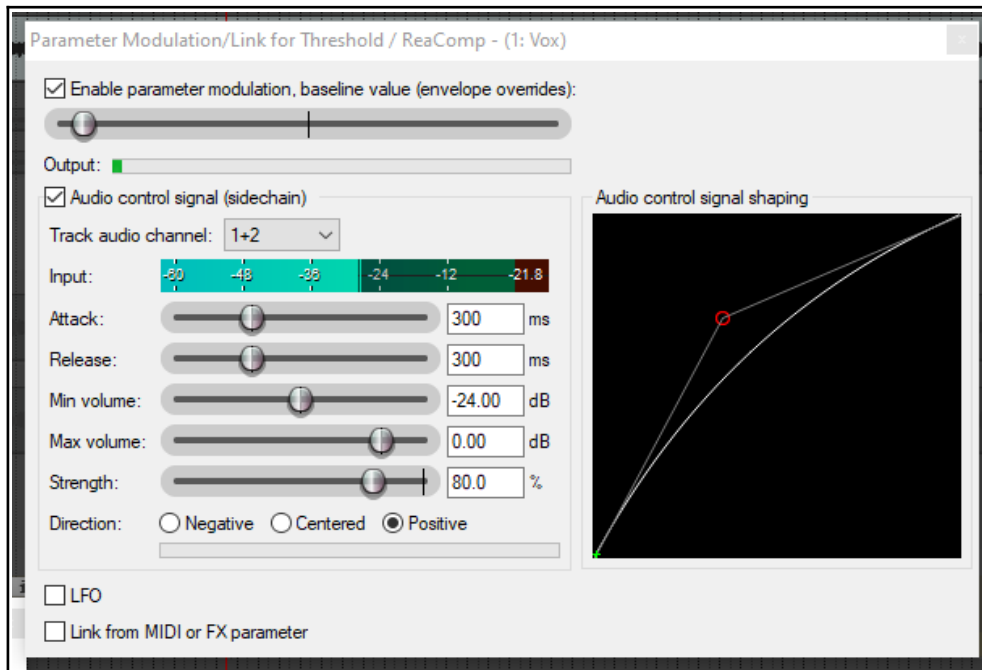 Parameter Modulation/Link for Threshold / ReaComp - (1: Vox)
x
Enable parameter modulation, baseline value (envelope overrides):
Output:
Audio control signal (sidechain)
Audio control signal shaping
Track audio channel: 1+2
Input: -60 -48 -36 -24 -12 -21.8
Attack: 300 ms
Release: 300 ms
Min volume: -24.00 dB
Max volume: 0.00 dB
Strength: 80.0 %
Direction: Negative Centered Positive
LFO
Link from MIDI or FX parameter